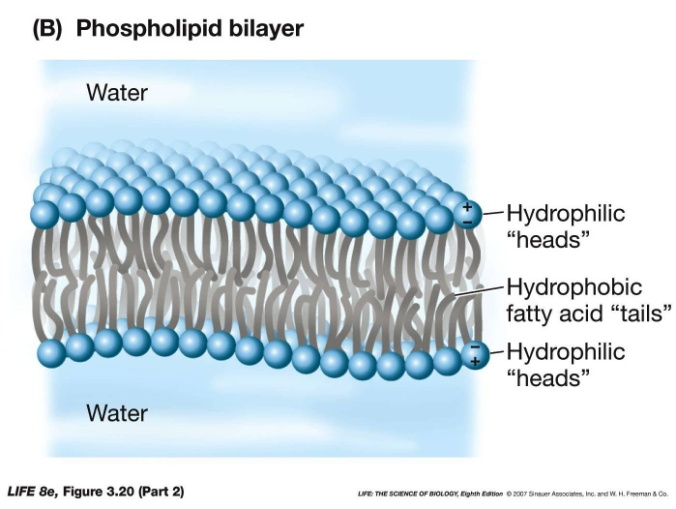 (B) Phospholipid bilayer
Water
+
−
Hydrophilic
“heads”
Hydrophobic
fatty acid “tails”
−
+
Hydrophilic
“heads”
Water
LIFE 8e, Figure 3.20 (Part 2)
LIFE: THE SCIENCE OF BIOLOGY, Eighth Edition © 2007 Sinauer Associates, Inc. and W. H. Freeman & Co.